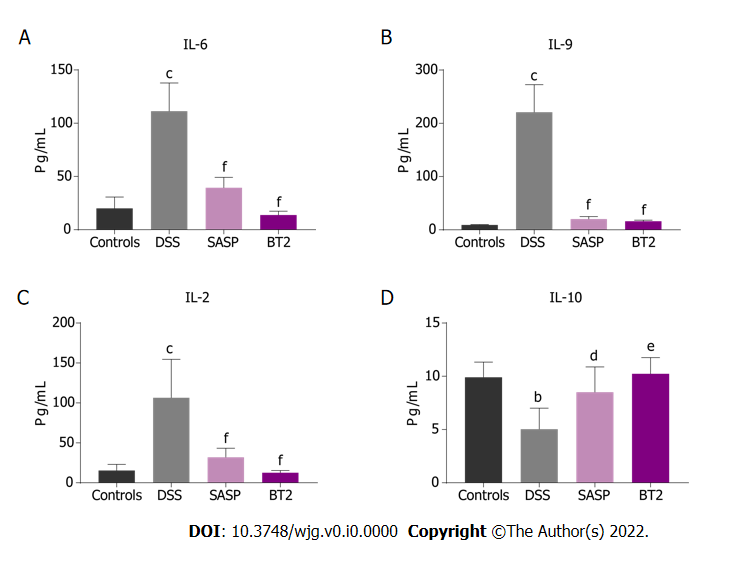 A
IL-6
Pg/mL
150
100
50
0
c
f
f
Controls DSS SASP BT2
B
IL-9
Pg/mL
300
200
100
0
c
f
f
Controls DSS SASP BT2
C
IL-2
Pg/mL
200
150
100
50
0
c
f
f
Controls DSS SASP BT2
D
IL-10
Pg/mL
15
10
5
0
b
d
e
Controls DSS SASP BT2
DOI: 10.3748/wjg.v0.i0.0000 Copyright ©The Author(s) 2022.